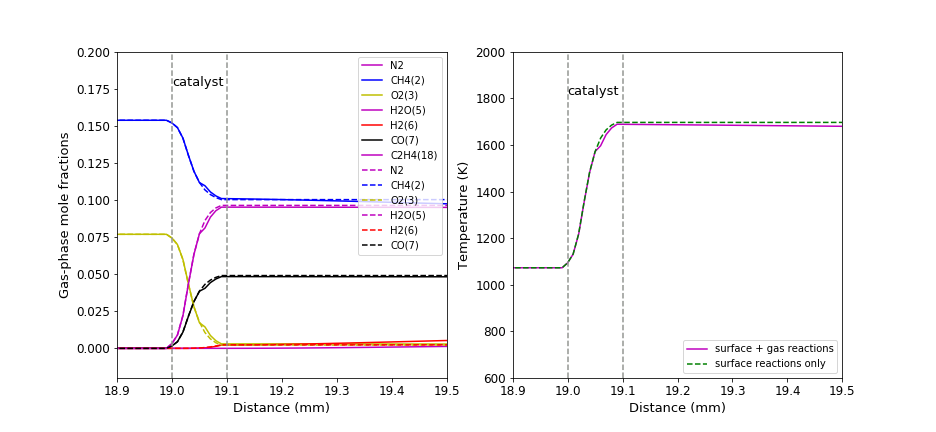 0.200
0.175
0.150
0.125
0.100
0.075
0.050
0.025
0.000
Gas-phase mole fractions
catalyst
N2
CH4(2)
O2(3)
H2O(5)
H2(6)
CO(7)
C2H4(18)
N2
CH4(2)
O2(3)
H2O(5)
H2(6)
CO(7)
18.9 19.0 19.1 19.2 19.3 19.4 19.5
Distance (mm)
2000
1800
1600
1400
1200
1000
800
600
Temperature (K)
catalyst
surface + gas reactions
surface reactions only
18.9 19.0 19.1 19.2 19.3 19.4 19.5
Distance (mm)